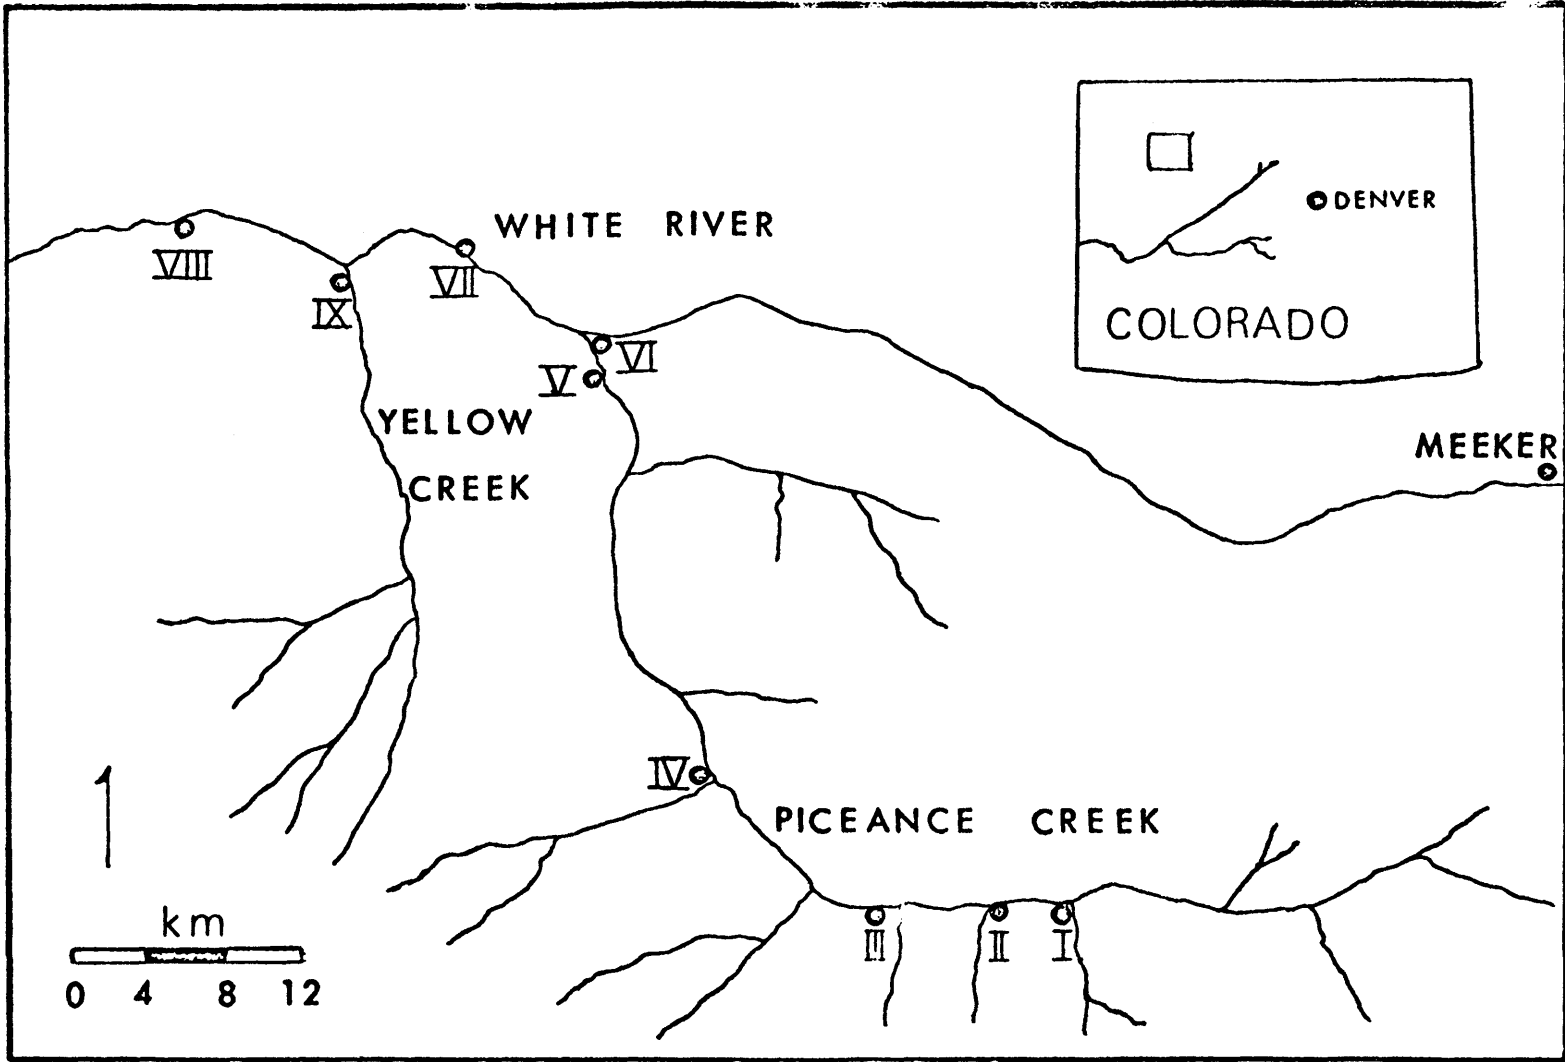 DENVER
COLORADO
WHITE RIVER
VIII
IX
VII
VI
V
YELLOW
CREEK
MEEKER
IV
PICEANCE CREEK
III
II
I
km
0 4 8 12